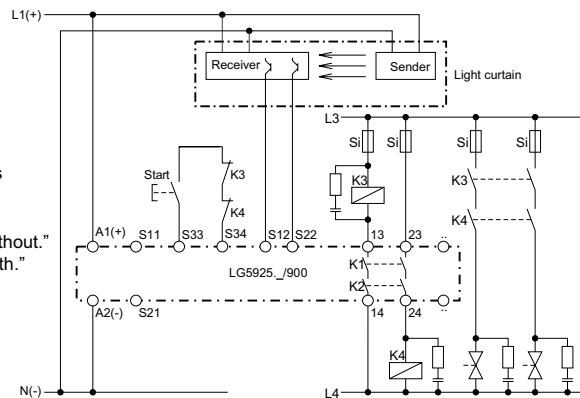 L1(+)
Receiver
Sender
Light curtain
L3
s
Si
Si
Si
Si
Start
K3
K4
K3
K3
K4
thout."
th."
A1(+)
S11
S33
S34
S12
S22
13
23
..
LG5925._/900
K1
K2
A2(-)
S21
14
24
..
K4
N(-)
L4